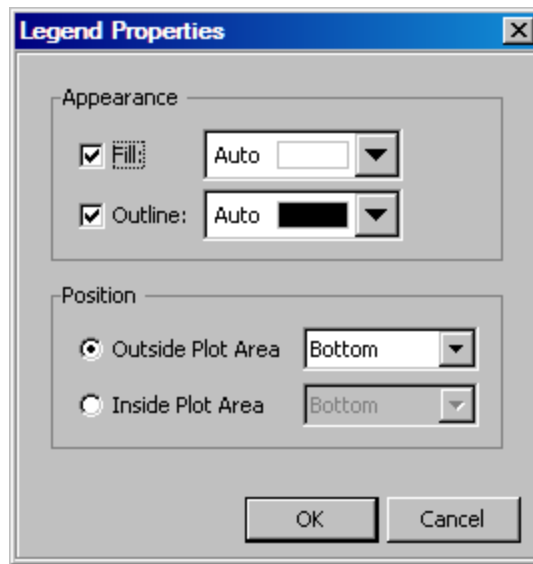 Legend Properties
Appearance
Fill: Auto
Outline: Auto
Position
Outside Plot Area Bottom
Inside Plot Area Bottom
OK Cancel